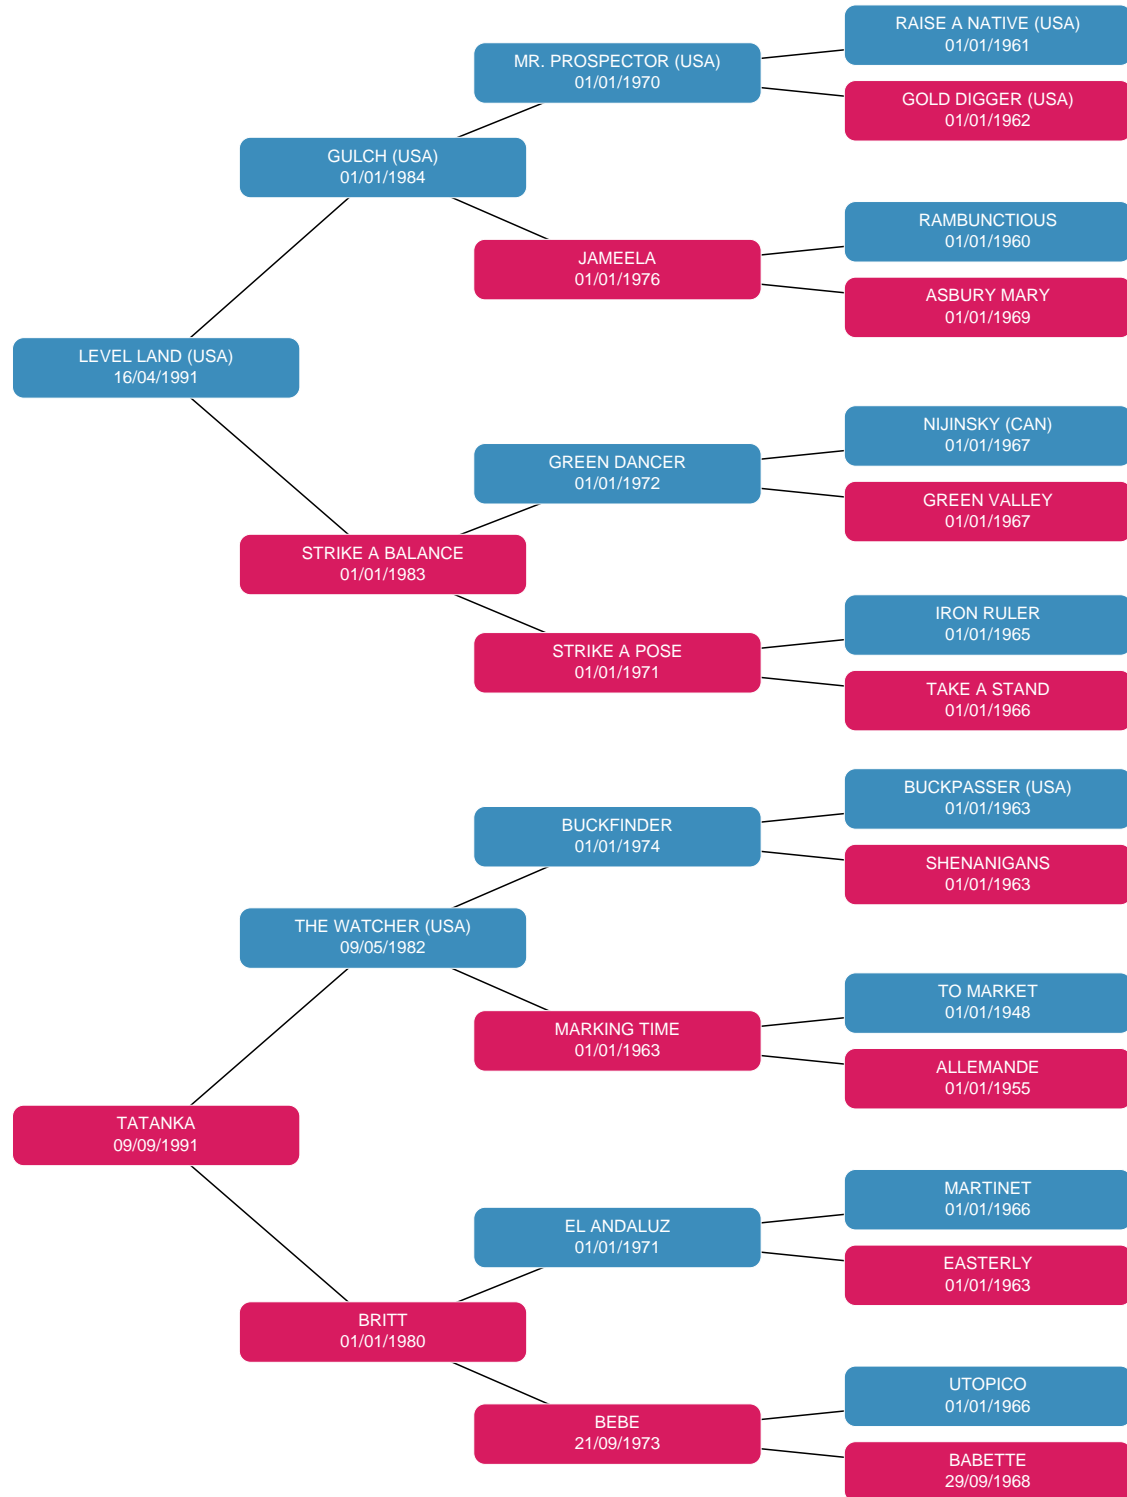 RAISE A NATIVE (USA)
01/01/1961
MR. PROSPECTOR (USA)
01/01/1970
GOLD DIGGER (USA)
01/01/1962
GULCH (USA)
01/01/1984
RAMBUNCTIOUS
01/01/1960
JAMEELA
01/01/1976
ASBURY MARY
01/01/1969
LEVEL LAND (USA)
16/04/1991
NIJINSKY (CAN)
01/01/1967
GREEN DANCER
01/01/1972
GREEN VALLEY
01/01/1967
STRIKE A BALANCE
01/01/1983
IRON RULER
01/01/1965
STRIKE A POSE
01/01/1971
TAKE A STAND
01/01/1966
BUCKPASSER (USA)
01/01/1963
BUCKFINDER
01/01/1974
SHENANIGANS
01/01/1963
THE WATCHER (USA)
09/05/1982
TO MARKET
01/01/1948
MARKING TIME
01/01/1963
ALLEMANDE
01/01/1955
TATANKA
09/09/1991
MARTINET
01/01/1966
EL ANDALUZ
01/01/1971
EASTERLY
01/01/1963
BRITT
01/01/1980
UTOPICO
01/01/1966
BEBE
21/09/1973
BABETTE
29/09/1968